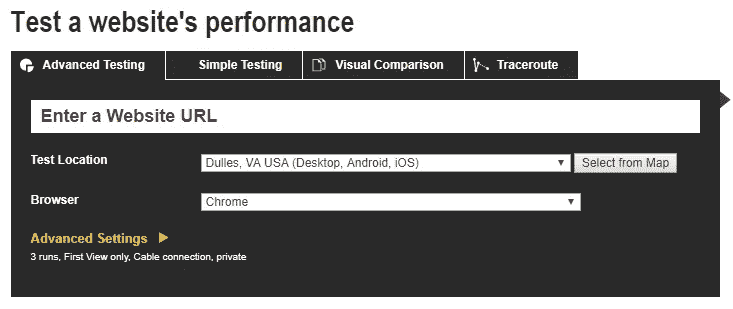 Test a website's performance
Advanced Testing
Simple Testing
Visual Comparison
Traceroute
Enter a Website URL
Test Location
Dulles, VA USA (Desktop, Android, iOS)
Select from Map
Browser
Chrome
Advanced Settings
3 runs, First View only, Cable connection, private